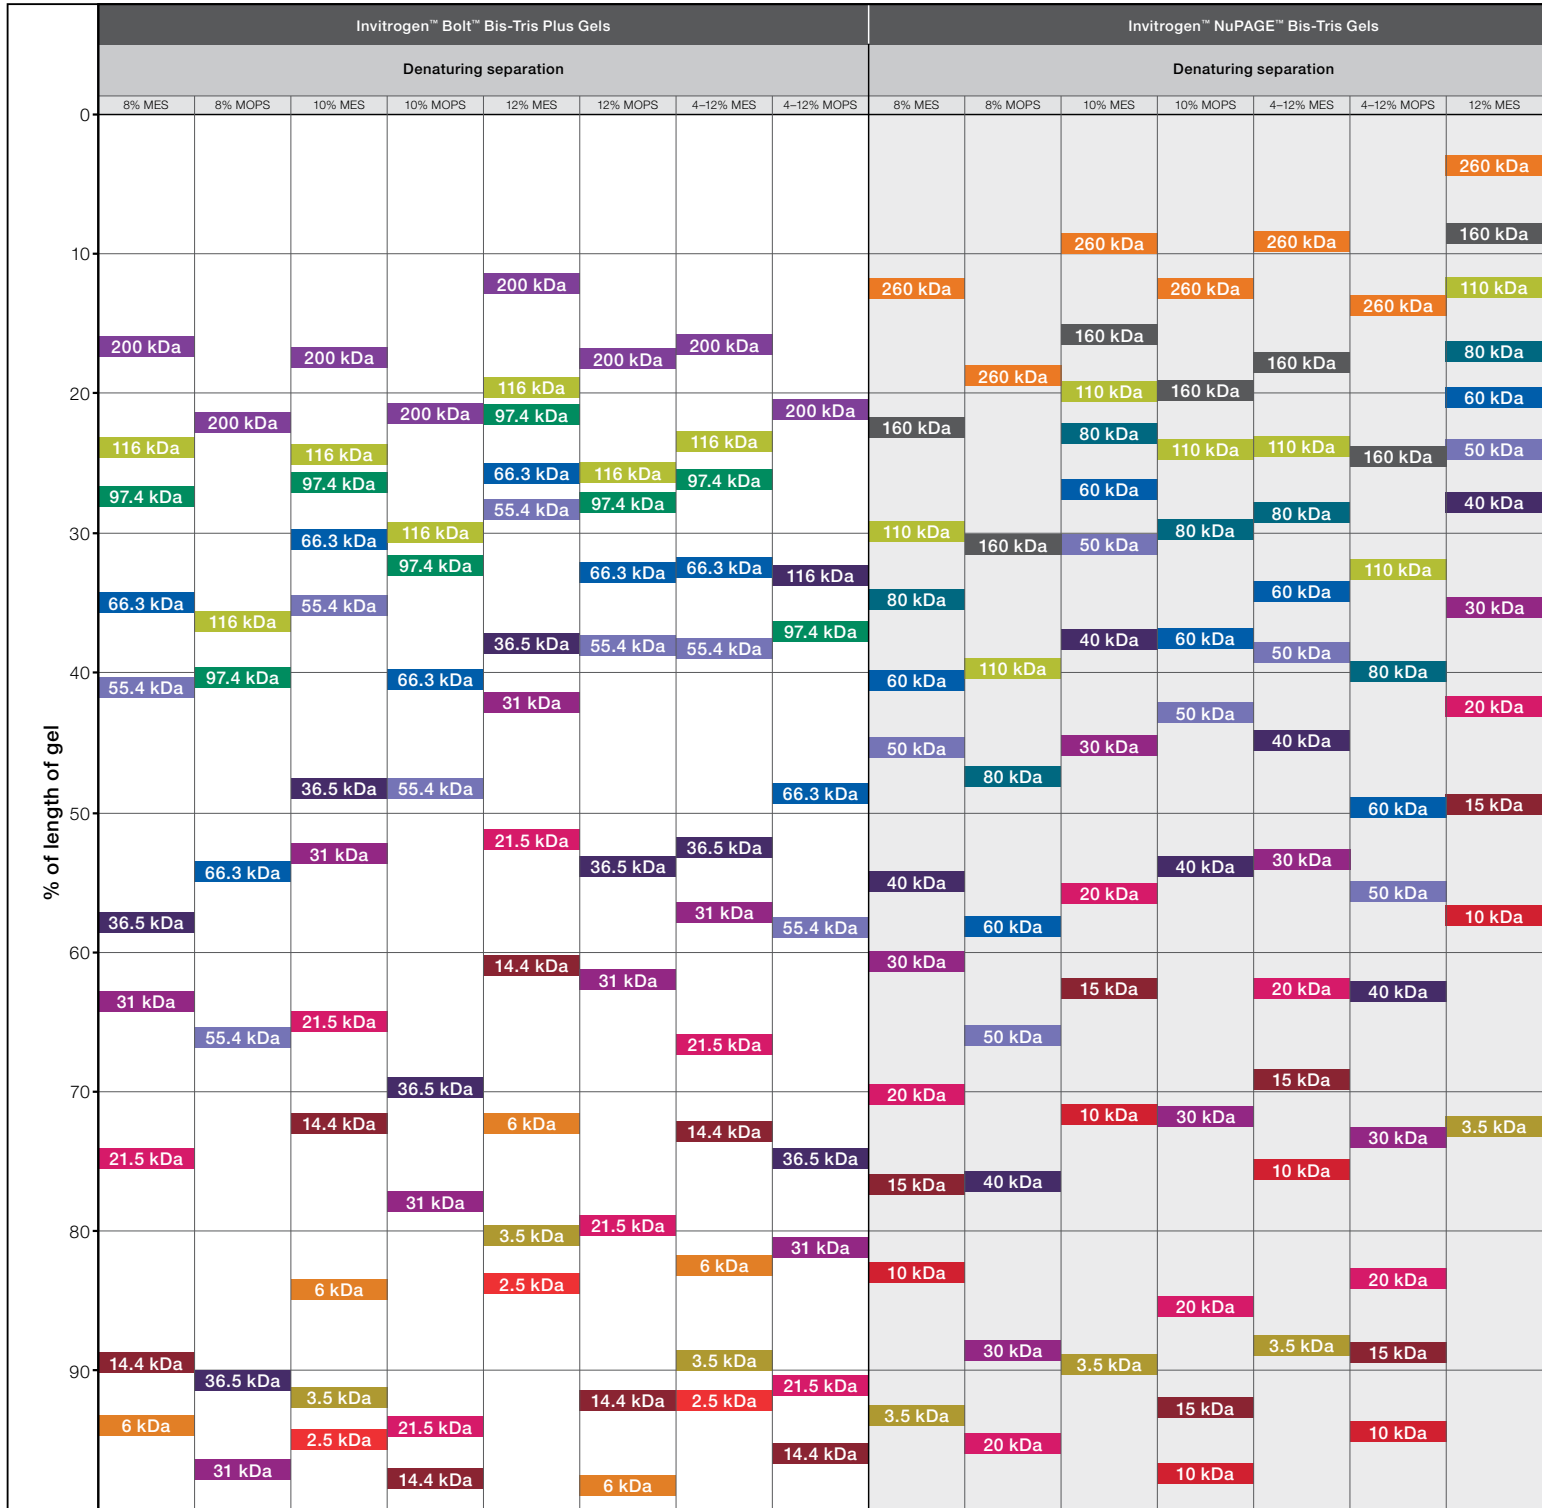 Invitrogen™ Bolt™ Bis-Tris Plus Gels
Invitrogen™ NuPAGE™ Bis-Tris Gels
Denaturing separation
Denaturing separation
8% MES 8% MOPS 10% MES 10% MOPS 12% MES 12% MOPS 4–12% MES 4–12% MOPS 8% MES 8% MOPS 10% MES 10% MOPS 4–12% MES 4–12% MOPS 12% MES
% of length of gel
0
10
20
30
40
50
60
70
80
90
200 kDa
116 kDa
97.4 kDa
66.3 kDa
55.4 kDa
36.5 kDa
31 kDa
21.5 kDa
14.4 kDa
6 kDa
200 kDa
116 kDa
97.4 kDa
66.3 kDa
55.4 kDa
36.5 kDa
31 kDa
200 kDa
116 kDa
97.4 kDa
66.3 kDa
55.4 kDa
36.5 kDa
31 kDa
21.5 kDa
14.4 kDa
6 kDa
3.5 kDa
2.5 kDa
200 kDa
116 kDa
97.4 kDa
66.3 kDa
55.4 kDa
36.5 kDa
31 kDa
21.5 kDa
14.4 kDa
200 kDa
116 kDa
97.4 kDa
66.3 kDa
55.4 kDa
36.5 kDa
31 kDa
21.5 kDa
14.4 kDa
6 kDa
3.5 kDa
2.5 kDa
200 kDa
116 kDa
97.4 kDa
66.3 kDa
55.4 kDa
36.5 kDa
31 kDa
21.5 kDa
14.4 kDa
6 kDa
200 kDa
116 kDa
97.4 kDa
66.3 kDa
55.4 kDa
36.5 kDa
31 kDa
21.5 kDa
14.4 kDa
6 kDa
3.5 kDa
2.5 kDa
200 kDa
116 kDa
97.4 kDa
66.3 kDa
55.4 kDa
36.5 kDa
31 kDa
21.5 kDa
14.4 kDa
260 kDa
160 kDa
110 kDa
80 kDa
60 kDa
50 kDa
40 kDa
30 kDa
20 kDa
15 kDa
10 kDa
3.5 kDa
260 kDa
160 kDa
110 kDa
80 kDa
60 kDa
50 kDa
40 kDa
30 kDa
20 kDa
260 kDa
160 kDa
110 kDa
80 kDa
60 kDa
50 kDa
40 kDa
30 kDa
20 kDa
15 kDa
10 kDa
3.5 kDa
260 kDa
160 kDa
110 kDa
80 kDa
60 kDa
50 kDa
40 kDa
30 kDa
20 kDa
15 kDa
10 kDa
260 kDa
160 kDa
110 kDa
80 kDa
60 kDa
50 kDa
40 kDa
30 kDa
20 kDa
15 kDa
10 kDa
3.5 kDa
260 kDa
160 kDa
110 kDa
80 kDa
60 kDa
50 kDa
40 kDa
30 kDa
20 kDa
15 kDa
10 kDa
260 kDa
160 kDa
110 kDa
80 kDa
60 kDa
50 kDa
40 kDa
30 kDa
20 kDa
15 kDa
10 kDa
3.5 kDa